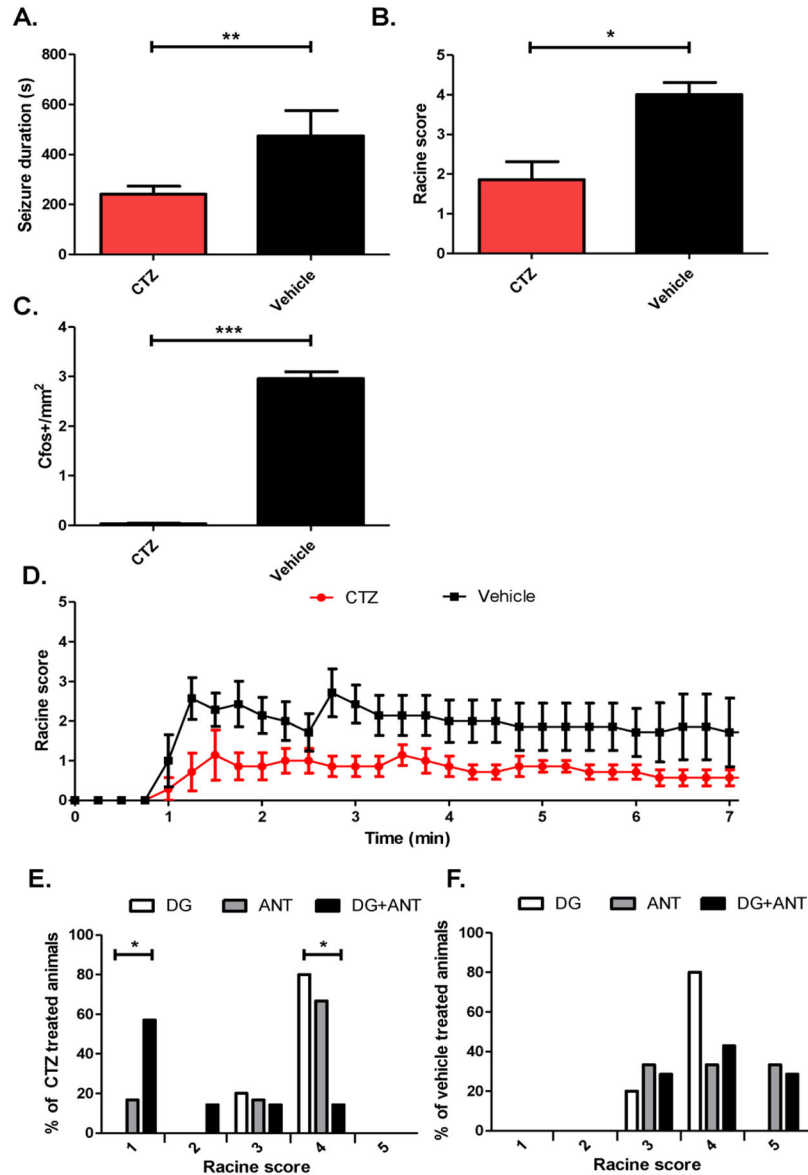 A.
**
Seizure duration (s)
800
600
400
200
0
CTZ
Vehicle
B.
*
Racine score
5
4
3
2
1
0
CTZ
Vehicle
C.
***
Cfos+/mm2
4
3
2
1
0
CTZ
Vehicle
D.
CTZ Vehicle
Racine score
5
4
3
2
1
0
0 1 2 3 4 5 6 7
Time (min)
E.
DG ANT DG+ANT
% of CTZ treated animals
100
80
60
40
20
* *
1 2 3 4 5
Racine score
F.
DG ANT DG+ANT
% of vehicle treated animals
100
80
60
40
20
0
1 2 3 4 5
Racine score